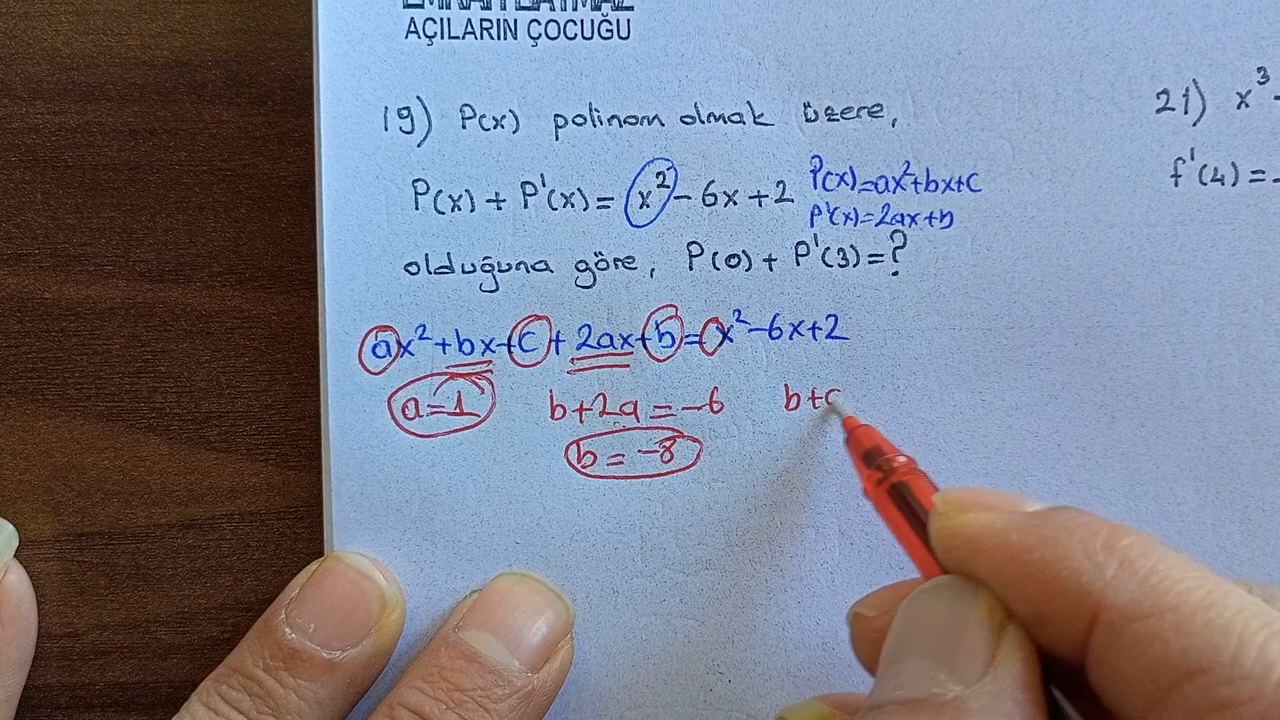 AÇILARIN ÇOCUĞU
19) P(x) polinom olmak üzere,
P(x) + P'(x) = x² - 6x + 2
P(x)=ax²+bx+c
P'(x)=2ax+b
olduğuna göre, P(0) + P'(3) = ?
ax² + bx + c + 2ax + b = x² - 6x + 2
a = 1
b + 2a = -6
b = -8
b + c
21) x³ -
f'(4) =